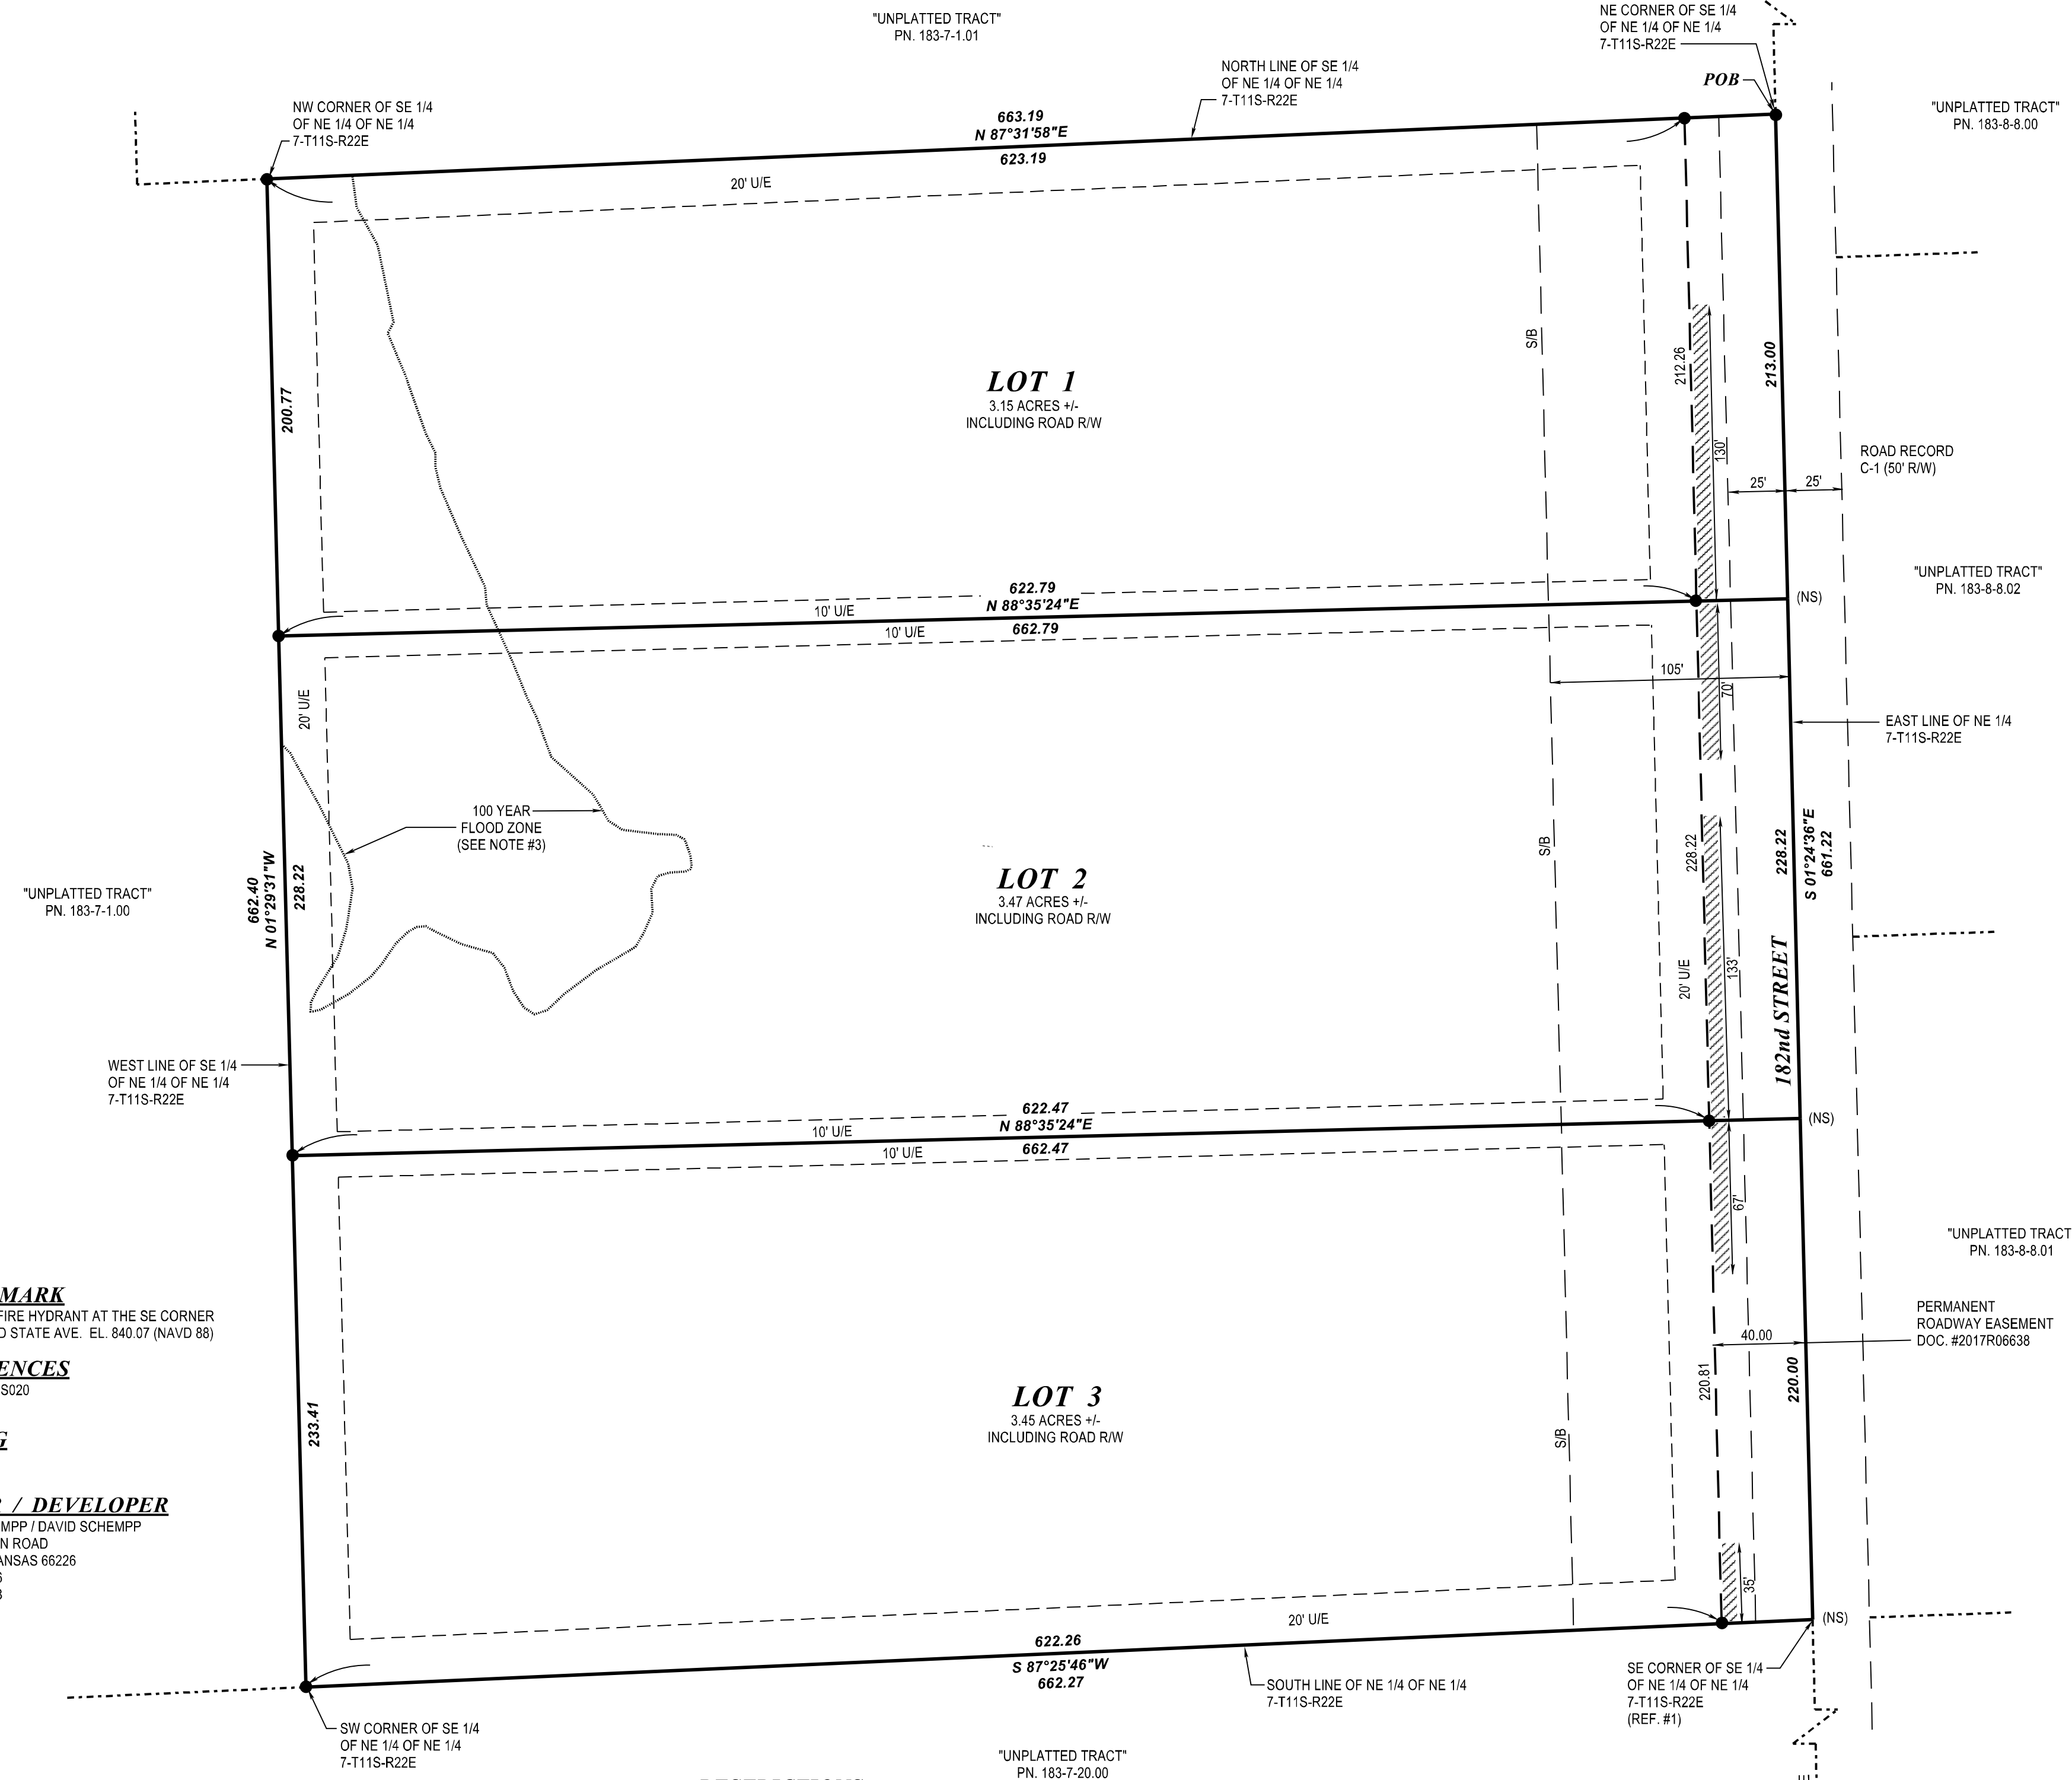 "UNPLATTED TRACT"
PN. 183-7-1.01
NE CORNER OF SE 1/4
OF NE 1/4 OF NE 1/4
7-T11S-R22E
POB
NORTH LINE OF SE 1/4
OF NE 1/4 OF NE 1/4
7-T11S-R22E
NW CORNER OF SE 1/4
OF NE 1/4 OF NE 1/4
7-T11S-R22E
"UNPLATTED TRACT"
PN. 183-8-8.00
663.19
N 87°31'58"E
623.19
20' U/E
S/B
212.26
213.00
200.77
LOT 1
3.15 ACRES +/-
INCLUDING ROAD R/W
130'
ROAD RECORD
C-1 (50' R/W)
25'
25'
"UNPLATTED TRACT"
PN. 183-8-8.02
622.79
N 88°35'24"E
662.79
10' U/E
10' U/E
(NS)
105'
70'
20' U/E
EAST LINE OF NE 1/4
7-T11S-R22E
100 YEAR
FLOOD ZONE
(SEE NOTE #3)
S/B
228.22
228.22
S 01°24'36"E
661.22
662.40
N 01°29'31"W
228.22
"UNPLATTED TRACT"
PN. 183-7-1.00
LOT 2
3.47 ACRES +/-
INCLUDING ROAD R/W
20' U/E
133'
182nd STREET
WEST LINE OF SE 1/4
OF NE 1/4 OF NE 1/4
7-T11S-R22E
622.47
N 88°35'24"E
662.47
10' U/E
10' U/E
(NS)
67'
"UNPLATTED TRACT
PN. 183-8-8.01
MARK
FIRE HYDRANT AT THE SE CORNER
STATE AVE. EL. 840.07 (NAVD 88)
ENCES
S020
PERMANENT
ROADWAY EASEMENT
DOC. #2017R06638
40.00
220.81
220.00
233.41
LOT 3
3.45 ACRES +/-
INCLUDING ROAD R/W
S/B
G
/ DEVELOPER
MPP / DAVID SCHEMPP
N ROAD
ANSAS 66226
35'
20' U/E
(NS)
622.26
S 87°25'46"W
662.27
SOUTH LINE OF NE 1/4 OF NE 1/4
7-T11S-R22E
SE CORNER OF SE 1/4
OF NE 1/4 OF NE 1/4
7-T11S-R22E
(REF. #1)
SW CORNER OF SE 1/4
OF NE 1/4 OF NE 1/4
7-T11S-R22E
"UNPLATTED TRACT"
PN. 183-7-20.00